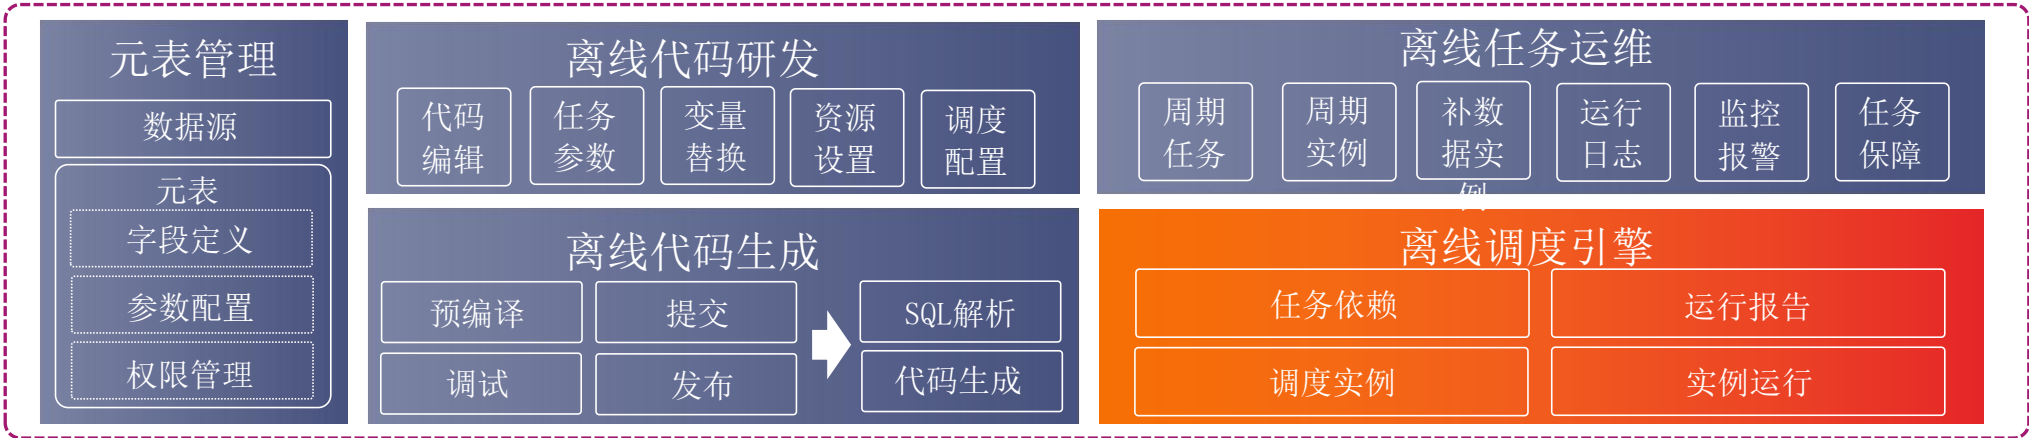 元表管理
数据源
元表
字段定义
参数配置
权限管理
离线代码研发
代码
编辑
任务
参数
变量
替换
资源
设置
调度
配置
离线代码生成
预编译
提交
调试
发布
SQL解析
代码生成
离线任务运维
周期
任务
周期
实例
补数
据实
例
运行
日志
监控
报警
任务
保障
离线调度引擎
任务依赖
运行报告
调度实例
实例运行